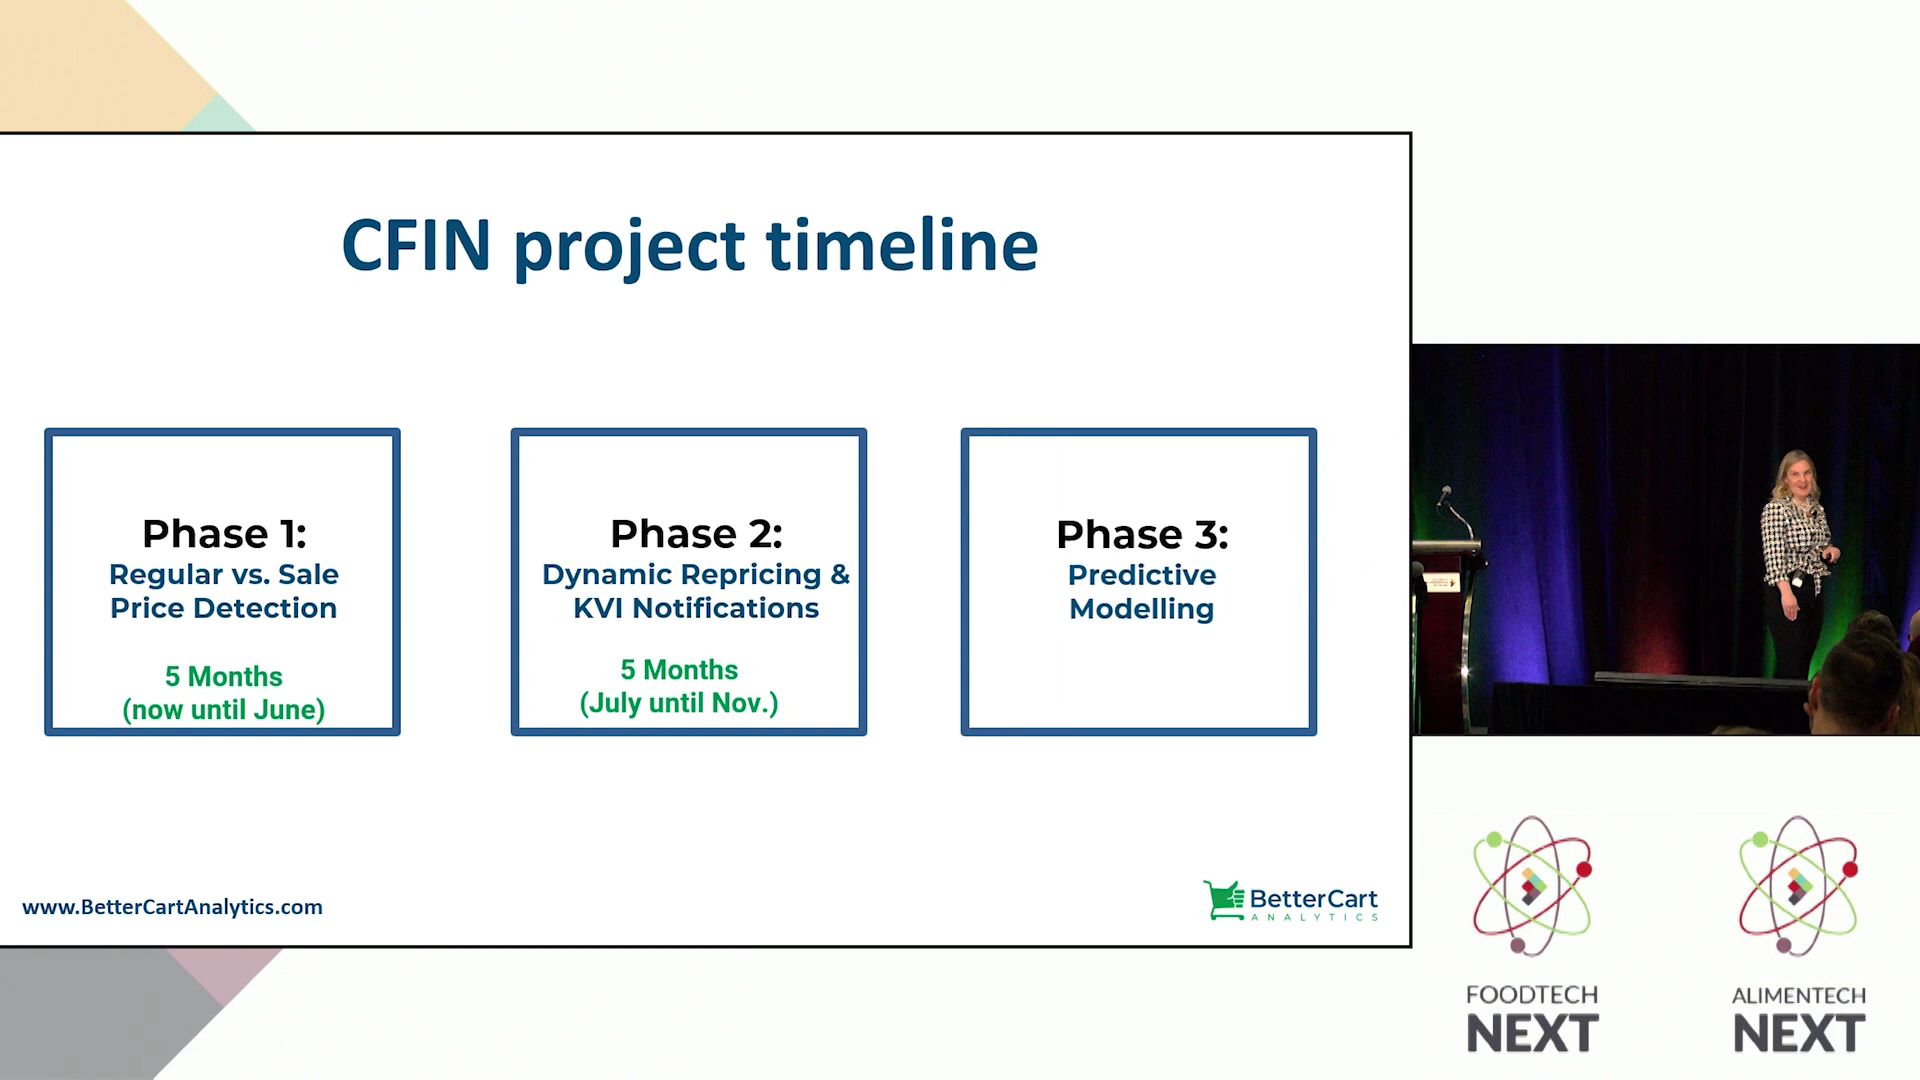 CFIN project timeline
Phase 1:
Regular vs. Sale
Price Detection
5 Months
(now until June)
Phase 2:
Dynamic Repricing &
KVI Notifications
5 Months
(July until Nov.)
Phase 3:
Predictive
Modelling
www.BetterCartAnalytics.com
BetterCart
ANALYTICS
FOODTECH
NEXT
ALIMENTECH
NEXT